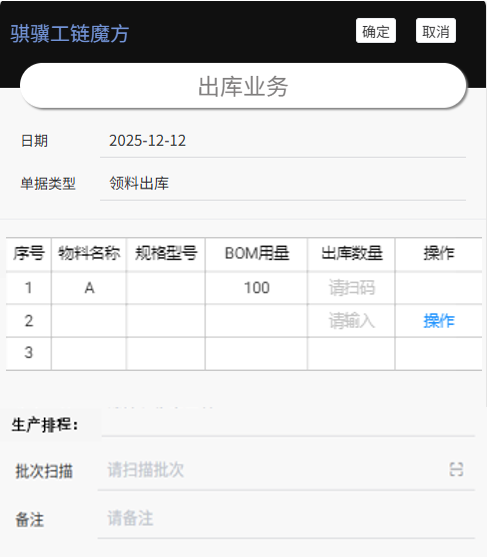 骐骥工链魔方 确定 取消
出库业务
日期 2025-12-12
单据类型 领料出库
序号 物料名称 规格型号 BOM用量 出库数量 操作
1 A 100 请扫码
2 请输入 操作
3
生产排程：
批次扫描 请扫描批次
备注 请备注